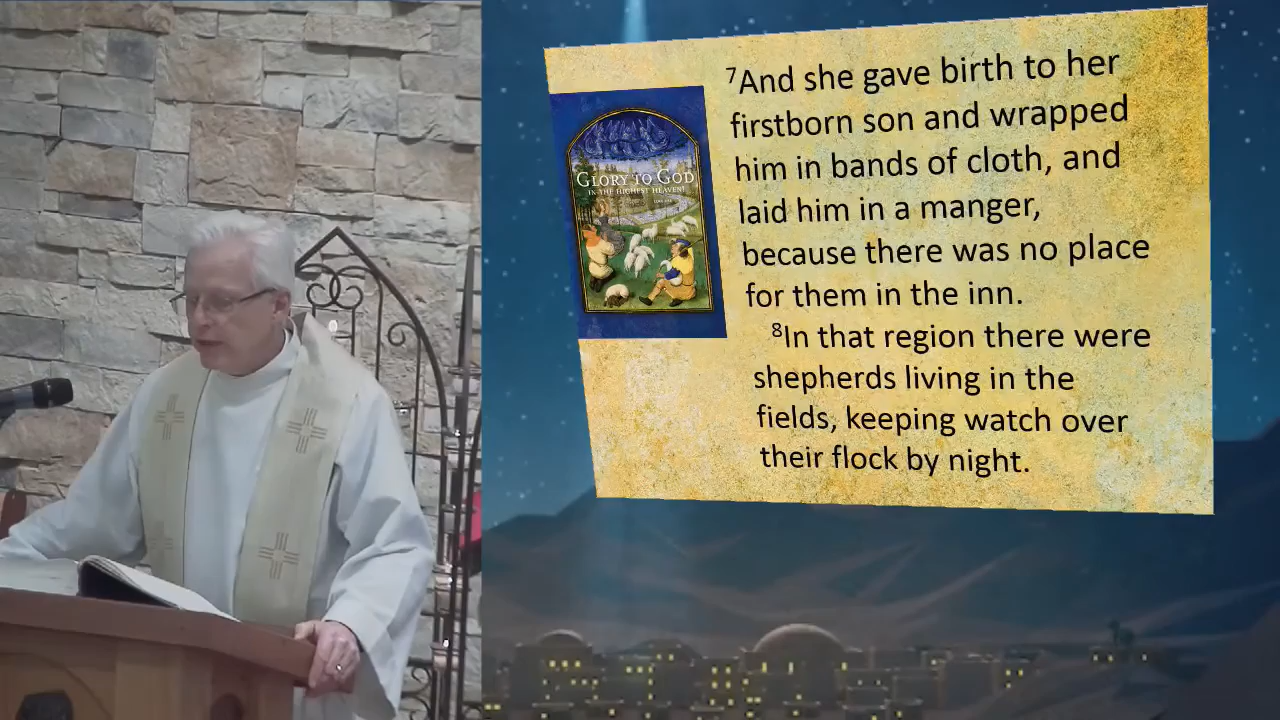 ⁷And she gave birth to her
firstborn son and wrapped
him in bands of cloth, and
laid him in a manger,
because there was no place
for them in the inn.
⁸In that region there were
shepherds living in the
fields, keeping watch over
their flock by night.
GLORY TO GOD
IN THE HIGHEST HEAVEN!